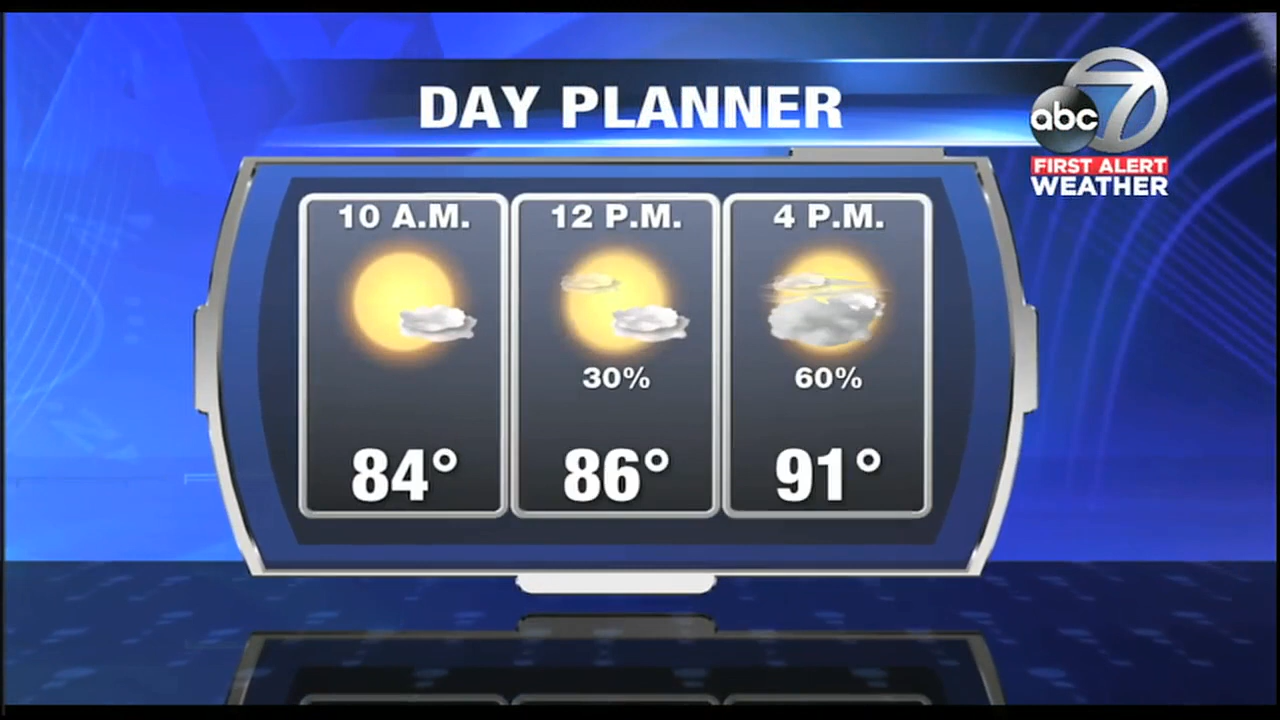 DAY PLANNER
abc 7
FIRST ALERT
WEATHER
10 A.M.
84°
12 P.M.
30%
86°
4 P.M.
60%
91°